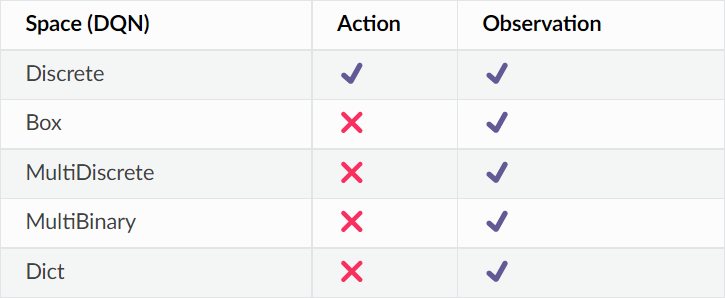 Space (DQN) Action Observation
Discrete ✔ ✔
Box ❌ ✔
MultiDiscrete ❌ ✔
MultiBinary ❌ ✔
Dict ❌ ✔